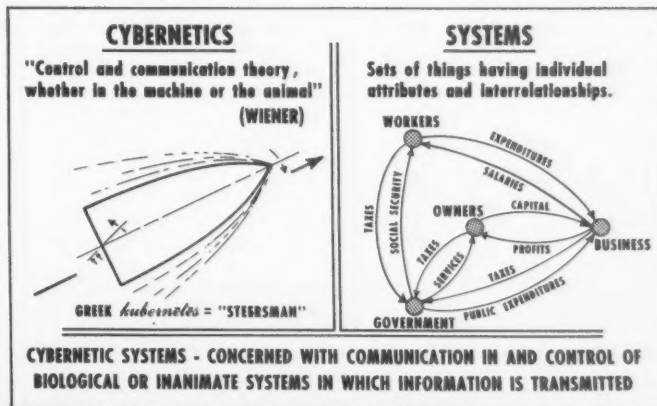 CYBERNETICS
"Control and communication theory,
whether in the machine or the animal"
(WIENER)
GREEK kubernetes = "STEERSMAN"
SYSTEMS
Sets of things having individual
attributes and interrelationships.
WORKERS
EXPENDITURES
SALARIES
TAXES
SOCIAL SECURITY
OWNERS
CAPITAL
PROFITS
BUSINESS
TAXES
SERVICES
TAXES
PUBLIC EXPENDITURES
GOVERNMENT
CYBERNETIC SYSTEMS - CONCERNED WITH COMMUNICATION IN AND CONTROL OF
BIOLOGICAL OR INANIMATE SYSTEMS IN WHICH INFORMATION IS TRANSMITTED